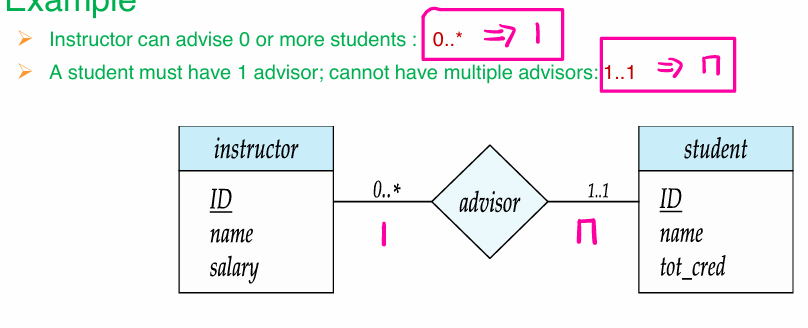 Example
Instructor can advise 0 or more students : 0..* ⇒ 1
A student must have 1 advisor; cannot have multiple advisors: 1..1 ⇒ n
instructor
student
0..*
advisor
1..1
1
n
ID
name
salary
ID
name
tot_cred